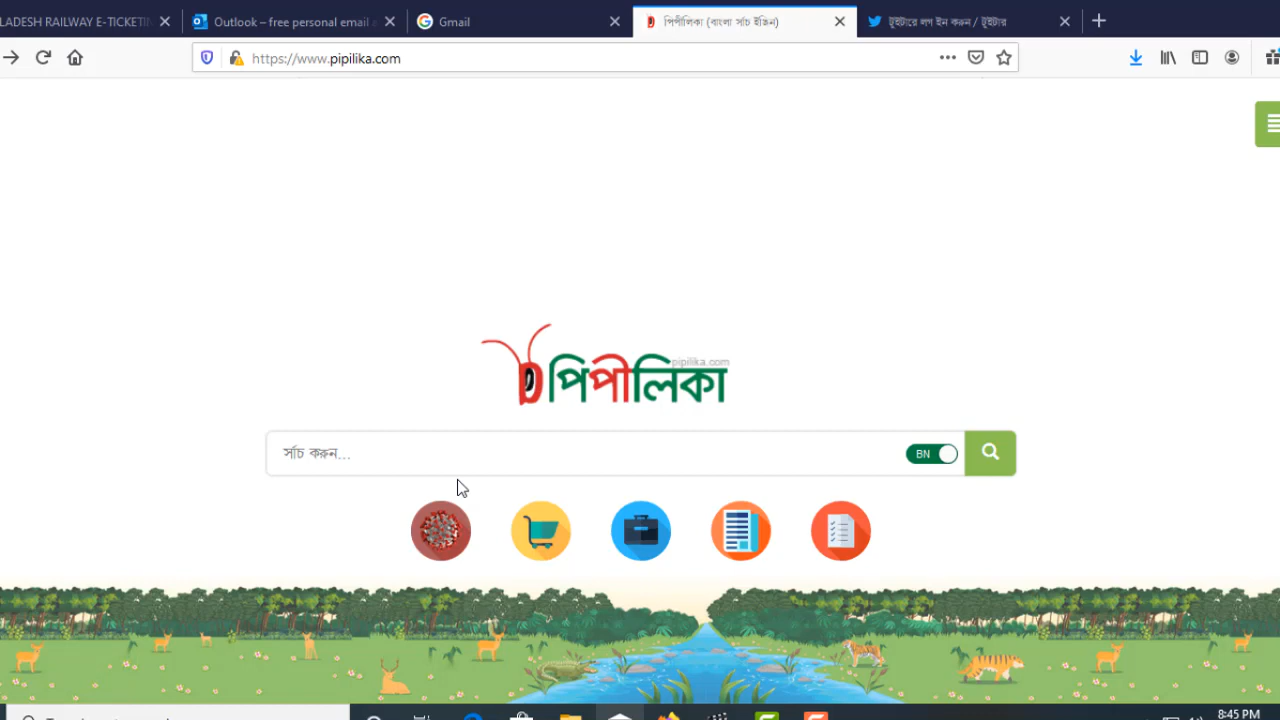 LADESH RAILWAY E-TICKETIN
Outlook – free personal email a
Gmail
পিপীলিকা (বাংলা সার্চ ইঞ্জিন)
টুইটারে লগ ইন করুন / টুইটার
https://www.pipilika.com
pipilika.com
পিপীলিকা
সার্চ করুন...
BN
8:45 PM